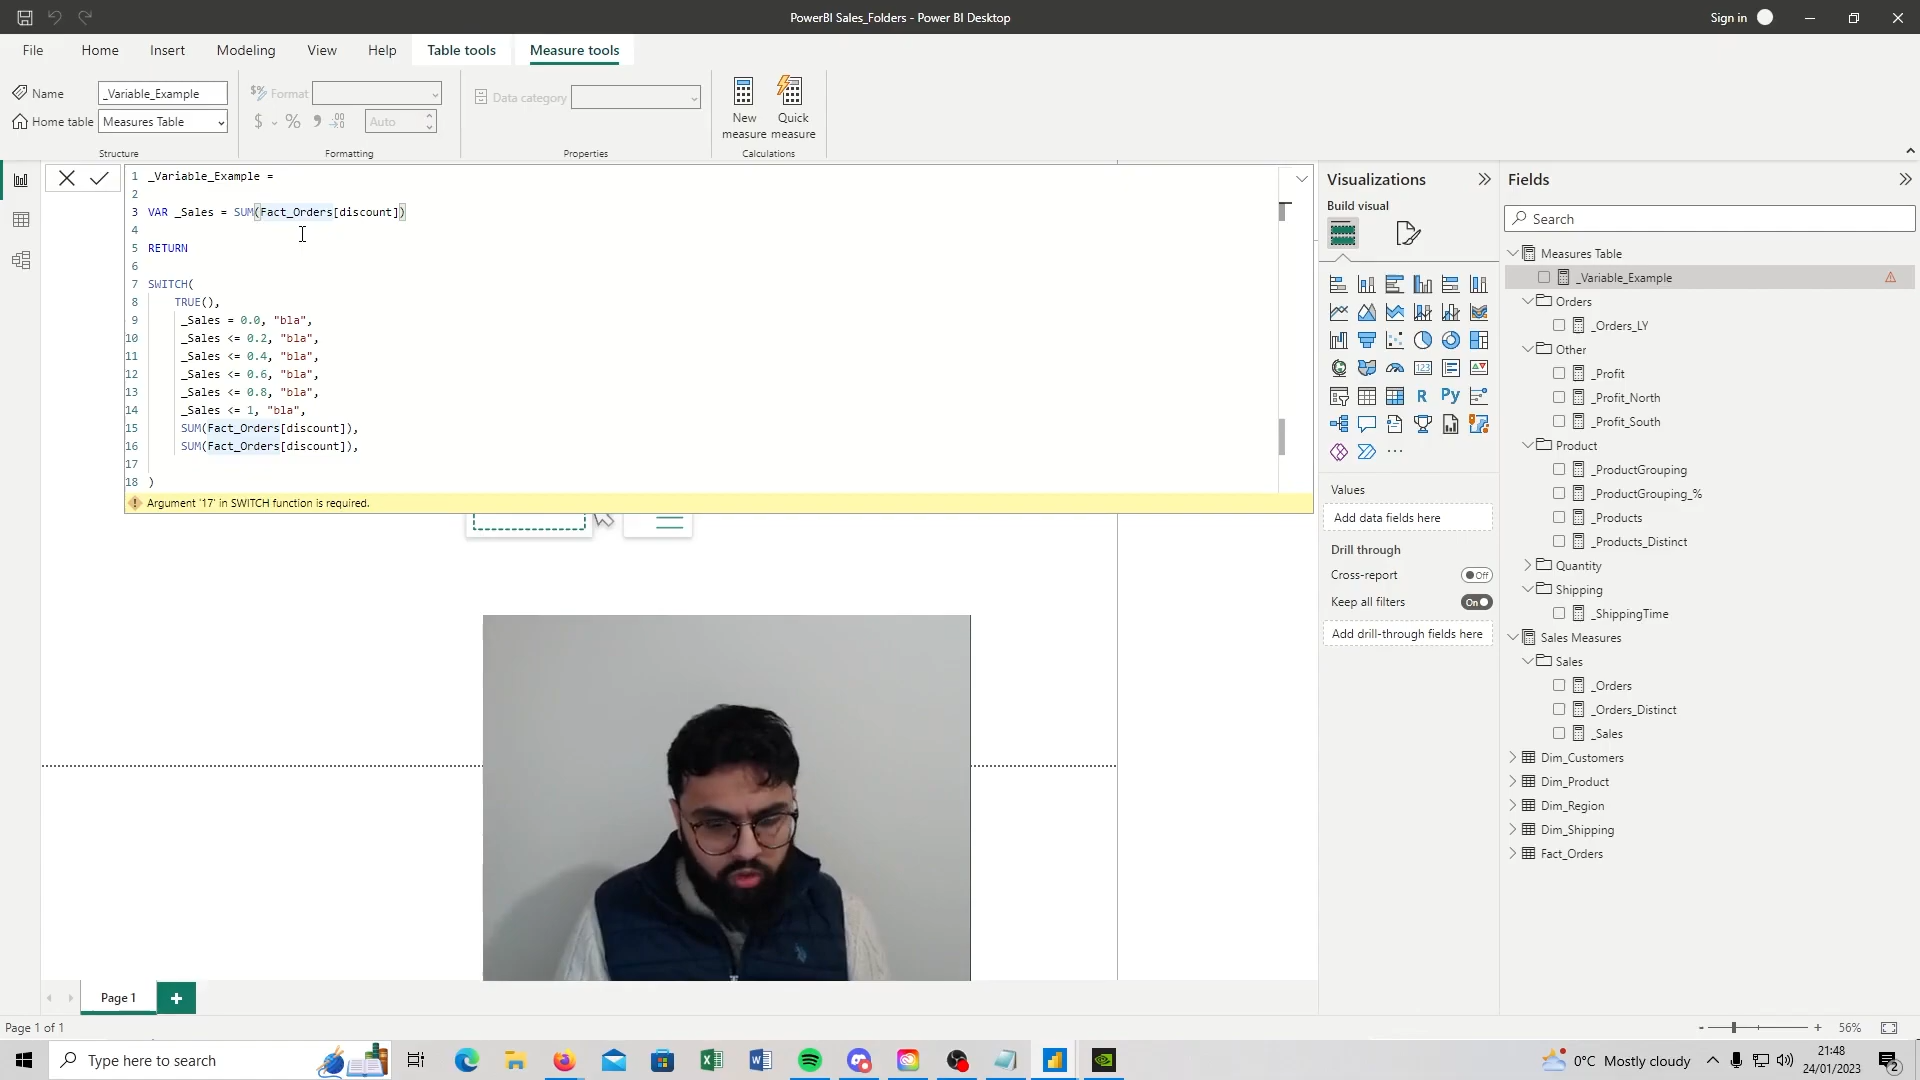 PowerBI Sales_Folders - Power BI Desktop
Sign in
File Home Insert Modeling View Help Table tools Measure tools
Name _Variable_Example
Home table Measures Table
Structure
$% Format
$ % Auto
Formatting
Data category
Properties
New measure
Quick measure
Calculations
1 _Variable_Example =
2
3 VAR _Sales = SUM(Fact_Orders[discount])
4
5 RETURN
6
7 SWITCH(
8 TRUE(),
9 _Sales = 0.0, "bla",
10 _Sales <= 0.2, "bla",
11 _Sales <= 0.4, "bla",
12 _Sales <= 0.6, "bla",
13 _Sales <= 0.8, "bla",
14 _Sales <= 1, "bla",
15 SUM(Fact_Orders[discount]),
16 SUM(Fact_Orders[discount]),
17
18 )
Argument '17' in SWITCH function is required.
Visualizations
Build visual
123
R Py
Values
Add data fields here
Drill through
Cross-report Off
Keep all filters On
Add drill-through fields here
Fields
Search
Measures Table
_Variable_Example
Orders
_Orders_LY
Other
_Profit
_Profit_North
_Profit_South
Product
_ProductGrouping
_ProductGrouping_%
_Products
_Products_Distinct
Quantity
Shipping
_ShippingTime
Sales Measures
Sales
_Orders
_Orders_Distinct
_Sales
Dim_Customers
Dim_Product
Dim_Region
Dim_Shipping
Fact_Orders
Page 1
Page 1 of 1
- + 56%
Type here to search
0°C Mostly cloudy
21:48
24/01/2023
2